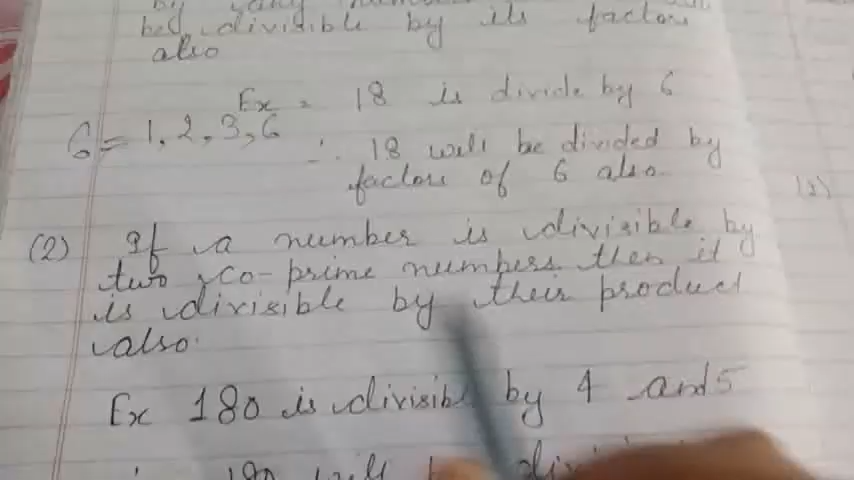 be divisible by its factors
also
Ex = 18 is divide by 6
6 = 1, 2, 3, 6
∴ 18 will be divided by
factors of 6 also.
(2) If a number is divisible by
two co-prime numbers then it
is divisible by their product
also.
Ex 180 is divisible by 4 and 5
∴ 180 will